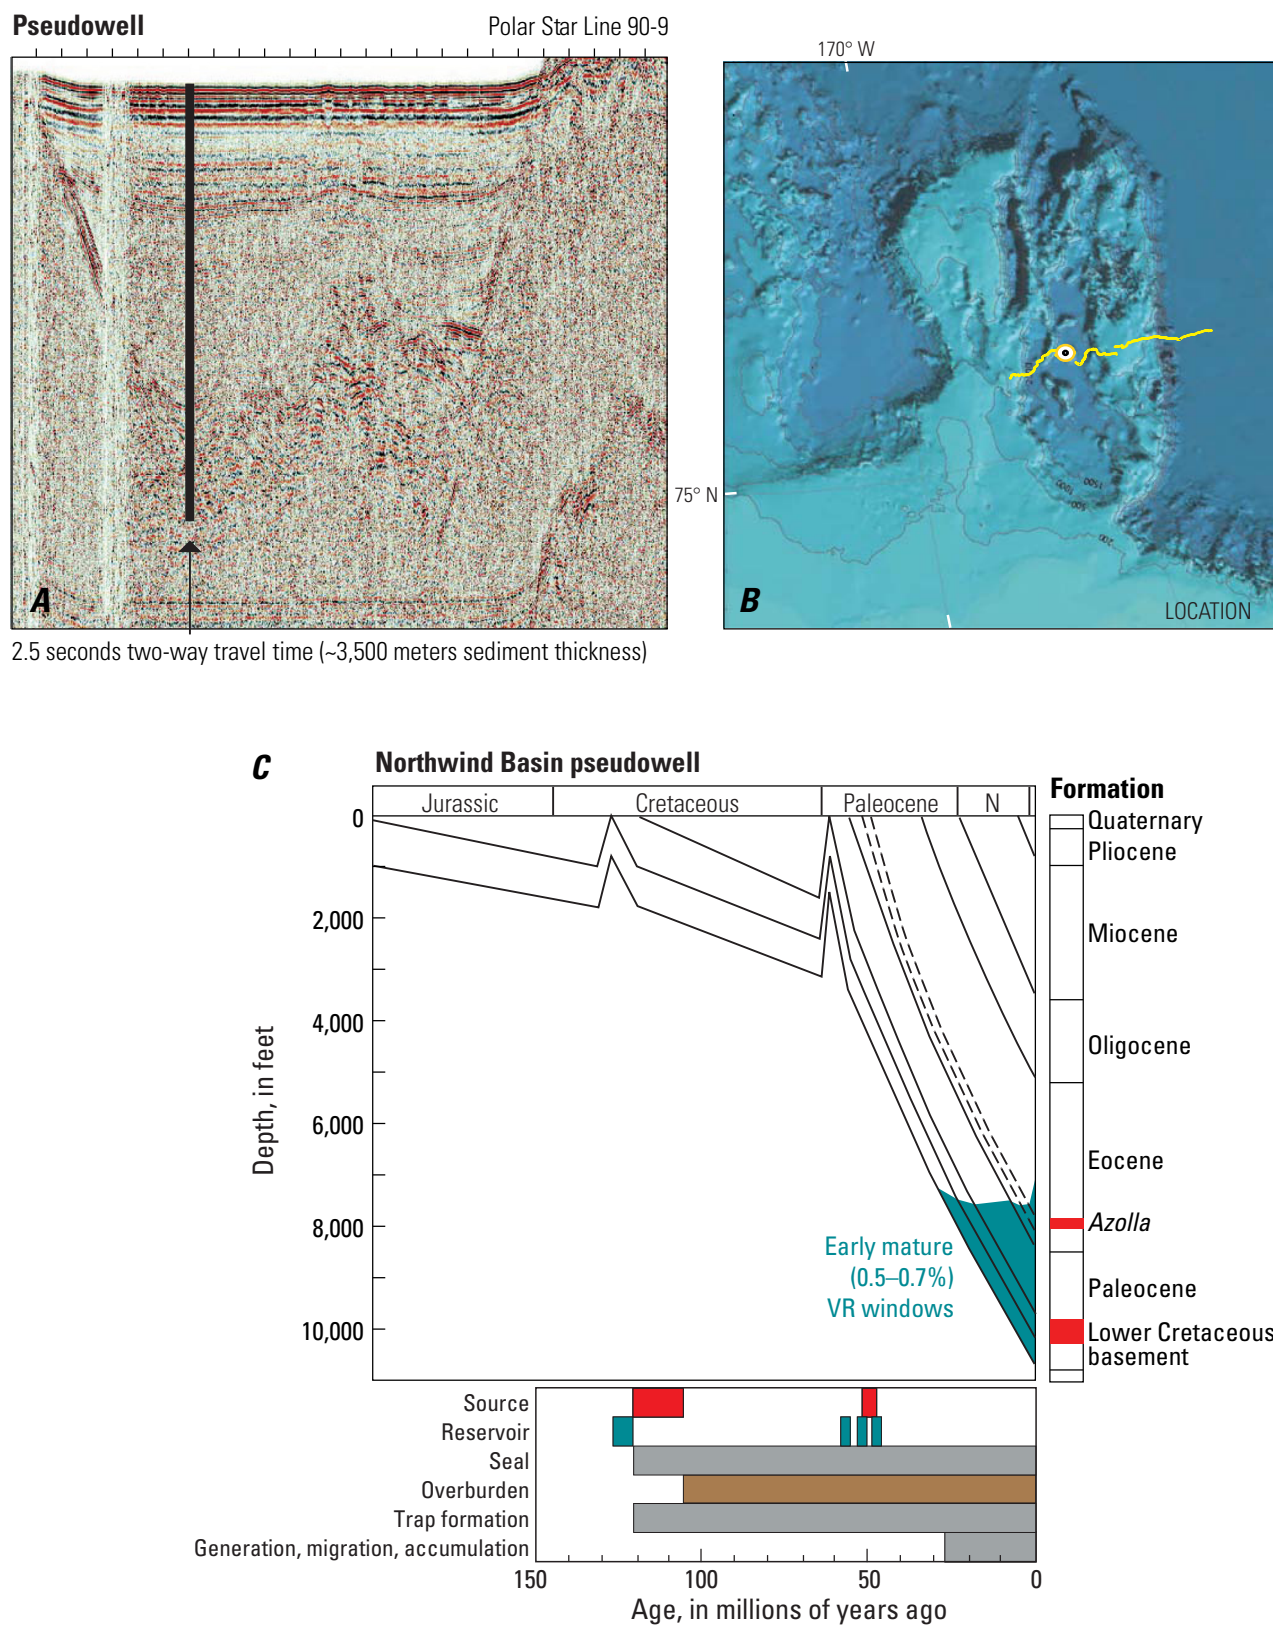 Pseudowell
Polar Star Line 90-9
A
2.5 seconds two-way travel time (~3,500 meters sediment thickness)
170° W
75° N
1500
1000
500
200
B
LOCATION
C
Northwind Basin pseudowell
Jurassic
Cretaceous
Paleocene
N
0
2,000
4,000
6,000
8,000
10,000
Depth, in feet
Early mature
(0.5–0.7%)
VR windows
Formation
Quaternary
Pliocene
Miocene
Oligocene
Eocene
Azolla
Paleocene
Lower Cretaceous
basement
Source
Reservoir
Seal
Overburden
Trap formation
Generation, migration, accumulation
150
100
50
0
Age, in millions of years ago